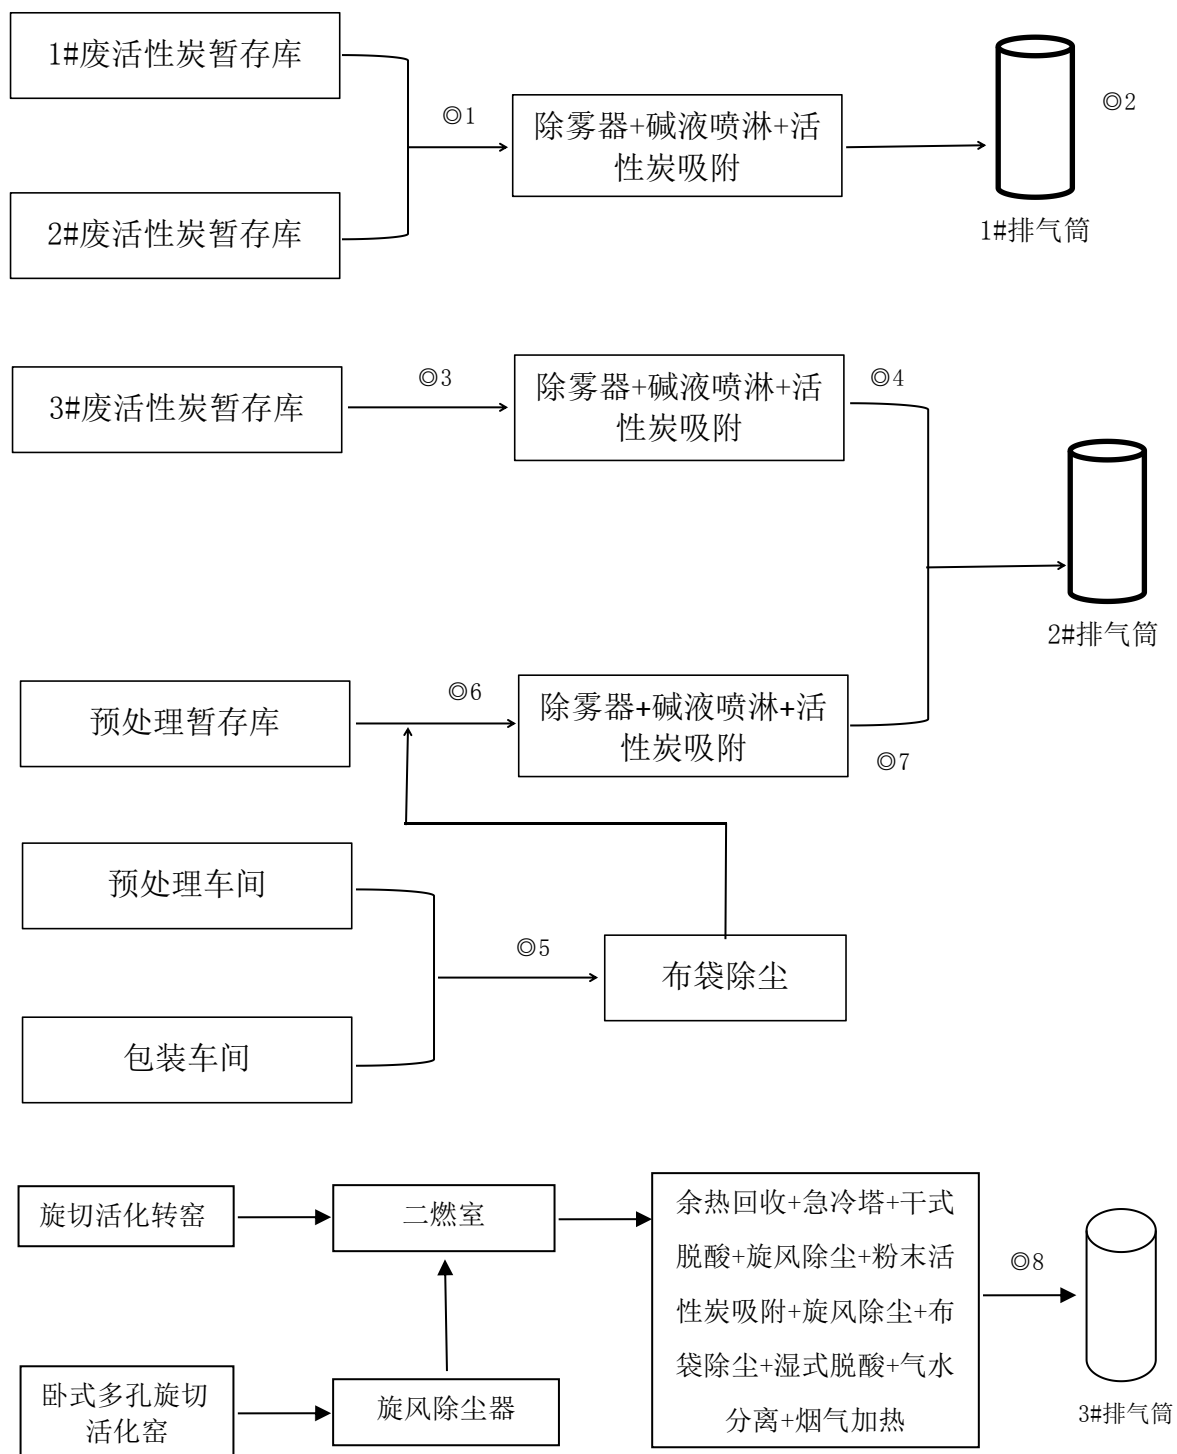 1#废活性炭暂存库
◎1
除雾器+碱液喷淋+活
性炭吸附
◎2
2#废活性炭暂存库
1#排气筒
3#废活性炭暂存库
◎3
除雾器+碱液喷淋+活
性炭吸附
◎4
2#排气筒
预处理暂存库
◎6
除雾器+碱液喷淋+活
性炭吸附
◎7
预处理车间
◎5
布袋除尘
包装车间
旋切活化转窑
二燃室
余热回收+急冷塔+干式
脱酸+旋风除尘+粉末活
性炭吸附+旋风除尘+布
袋除尘+湿式脱酸+气水
分离+烟气加热
◎8
3#排气筒
卧式多孔旋切
活化窑
旋风除尘器